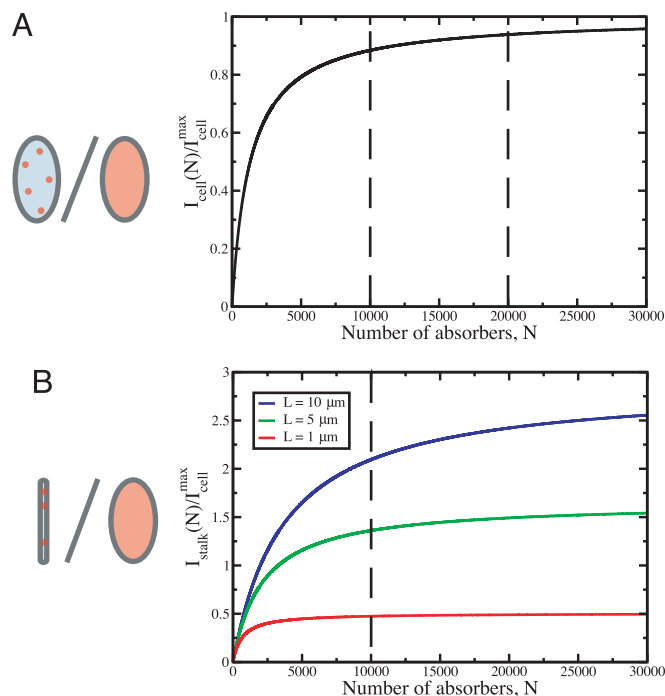 A
I_cell(N)/I_cell^max
1
0.8
0.6
0.4
0.2
0
0 5000 10000 15000 20000 25000 30000
Number of absorbers, N
B
I_stalk(N)/I_cell^max
3
2.5
2
1.5
1
0.5
0
L = 10 μm
L = 5 μm
L = 1 μm
0 5000 10000 15000 20000 25000 30000
Number of absorbers, N